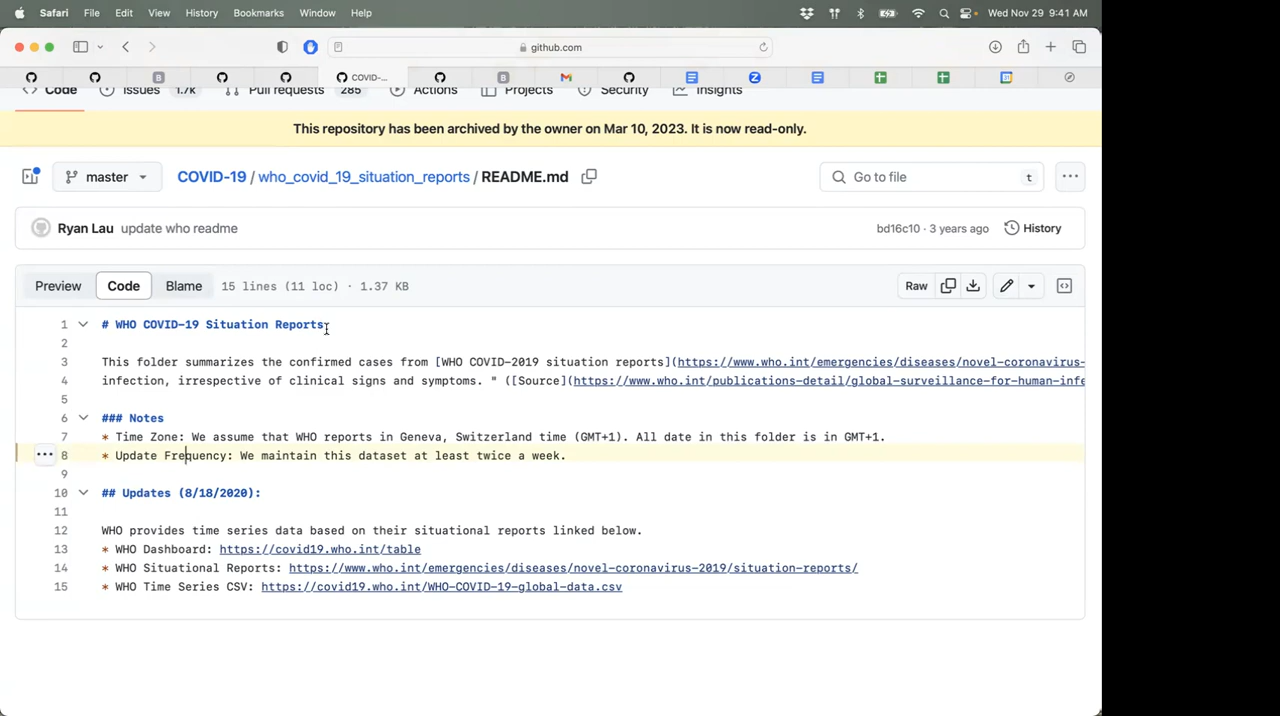 Safari File Edit View History Bookmarks Window Help Wed Nov 29 9:41 AM
github.com
COVID-...
Code Issues 1.7k Pull requests 285 Actions Projects Security Insights
This repository has been archived by the owner on Mar 10, 2023. It is now read-only.
master COVID-19 / who_covid_19_situation_reports / README.md Go to file t
Ryan Lau update who readme bd16c10 · 3 years ago History
Preview Code Blame 15 lines (11 loc) · 1.37 KB Raw
1 # WHO COVID-19 Situation Reports
2
3 This folder summarizes the confirmed cases from [WHO COVID-2019 situation reports](https://www.who.int/emergencies/diseases/novel-coronavirus-
4 infection, irrespective of clinical signs and symptoms. " ([Source](https://www.who.int/publications-detail/global-surveillance-for-human-infe
5
6 ### Notes
7 * Time Zone: We assume that WHO reports in Geneva, Switzerland time (GMT+1). All date in this folder is in GMT+1.
8 * Update Frequency: We maintain this dataset at least twice a week.
9
10 ## Updates (8/18/2020):
11
12 WHO provides time series data based on their situational reports linked below.
13 * WHO Dashboard: https://covid19.who.int/table
14 * WHO Situational Reports: https://www.who.int/emergencies/diseases/novel-coronavirus-2019/situation-reports/
15 * WHO Time Series CSV: https://covid19.who.int/WHO-COVID-19-global-data.csv